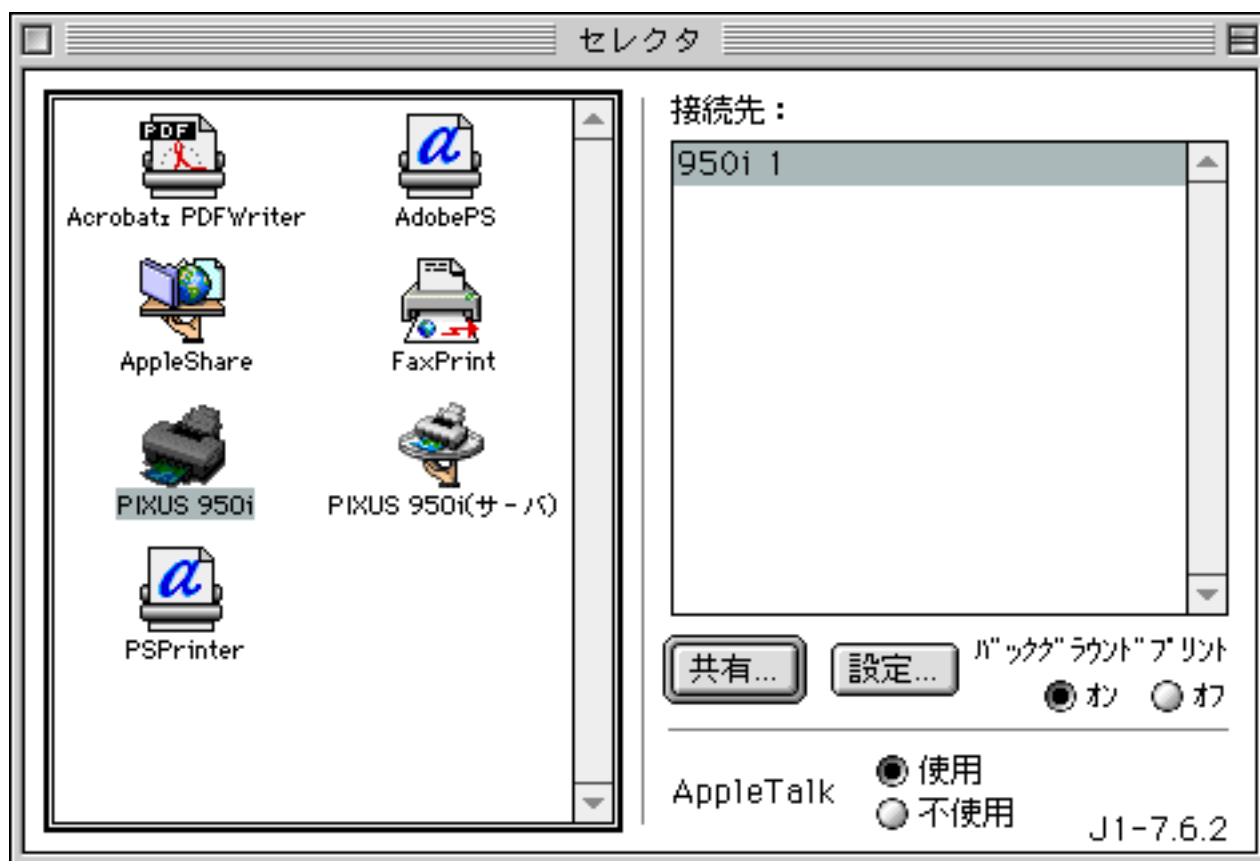 セレクタ
PDF
Acrobatɪ PDFWriter
AdobePS
AppleShare
FaxPrint
PIXUS 950i
PIXUS 950i(サーバ)
PSPrinter
接続先：
950i 1
共有...
設定...
ﾊﾞｯｸｸﾞﾗｳﾝﾄﾞﾌﾟﾘﾝﾄ
ｵﾝ
ｵﾌ
AppleTalk
使用
不使用
J1-7.6.2